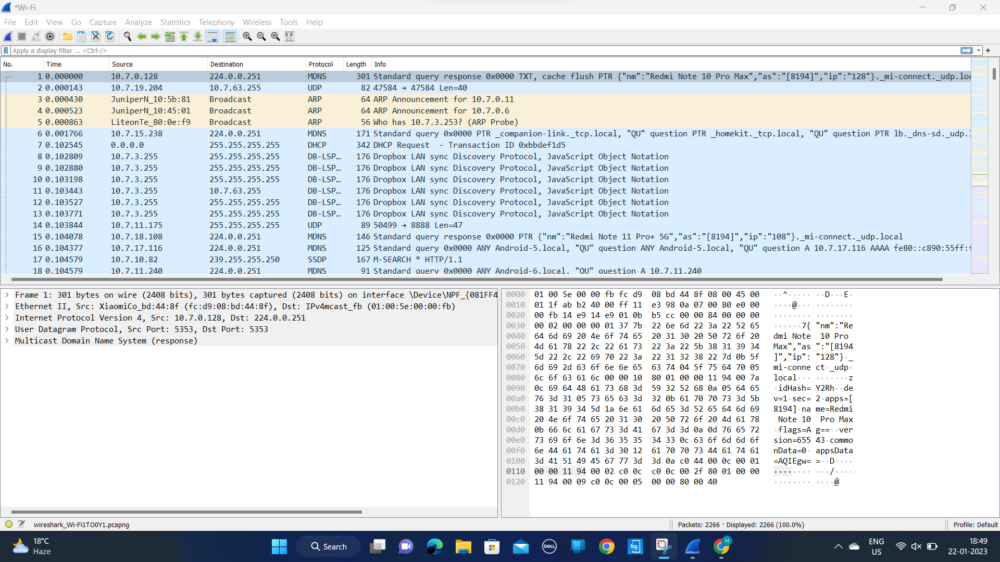 *Wi-Fi
File Edit View Go Capture Analyze Statistics Telephony Wireless Tools Help
Apply a display filter ... <Ctrl-/>
No. Time Source Destination Protocol Length Info
1 0.000000 10.7.0.128 224.0.0.251 MDNS 301 Standard query response 0x0000 TXT, cache flush PTR {"nm":"Redmi Note 10 Pro Max","as":"[8194]","ip":"128"}._mi-connect._udp.loc
2 0.000143 10.7.19.204 10.7.63.255 UDP 82 47584 → 47584 Len=40
3 0.000430 JuniperN_10:5b:81 Broadcast ARP 64 ARP Announcement for 10.7.0.11
4 0.000523 JuniperN_10:45:01 Broadcast ARP 64 ARP Announcement for 10.7.0.6
5 0.000863 LiteonTe_80:0e:f9 Broadcast ARP 56 Who has 10.7.3.253? (ARP Probe)
6 0.001766 10.7.15.238 224.0.0.251 MDNS 171 Standard query 0x0000 PTR _companion-link._tcp.local, "QU" question PTR _homekit._tcp.local, "QU" question PTR lb._dns-sd._udp.
7 0.102545 0.0.0.0 255.255.255.255 DHCP 342 DHCP Request - Transaction ID 0xbbdef1d5
8 0.102809 10.7.3.255 255.255.255.255 DB-LSP… 176 Dropbox LAN sync Discovery Protocol, JavaScript Object Notation
9 0.102880 10.7.3.255 255.255.255.255 DB-LSP… 176 Dropbox LAN sync Discovery Protocol, JavaScript Object Notation
10 0.103198 10.7.3.255 255.255.255.255 DB-LSP… 176 Dropbox LAN sync Discovery Protocol, JavaScript Object Notation
11 0.103443 10.7.3.255 10.7.63.255 DB-LSP… 176 Dropbox LAN sync Discovery Protocol, JavaScript Object Notation
12 0.103527 10.7.3.255 255.255.255.255 DB-LSP… 176 Dropbox LAN sync Discovery Protocol, JavaScript Object Notation
13 0.103771 10.7.3.255 255.255.255.255 DB-LSP… 176 Dropbox LAN sync Discovery Protocol, JavaScript Object Notation
14 0.103844 10.7.11.175 255.255.255.255 UDP 89 50499 → 8888 Len=47
15 0.104078 10.7.18.108 224.0.0.251 MDNS 146 Standard query response 0x0000 PTR {"nm":"Redmi Note 11 Pro+ 5G","as":"[8194]","ip":"108"}._mi-connect._udp.local
16 0.104377 10.7.17.116 224.0.0.251 MDNS 125 Standard query 0x0000 ANY Android-5.local, "QU" question ANY Android-5.local, "QU" question A 10.7.17.116 AAAA fe80::c890:55ff:f
17 0.104579 10.7.10.82 239.255.255.250 SSDP 167 M-SEARCH * HTTP/1.1
18 0.104579 10.7.11.240 224.0.0.251 MDNS 91 Standard query 0x0000 ANY Android-6.local, "QU" question A 10.7.11.240
Frame 1: 301 bytes on wire (2408 bits), 301 bytes captured (2408 bits) on interface \Device\NPF_{081FF4
Ethernet II, Src: XiaomiCo_bd:44:8f (fc:d9:08:bd:44:8f), Dst: IPv4mcast_fb (01:00:5e:00:00:fb)
Internet Protocol Version 4, Src: 10.7.0.128, Dst: 224.0.0.251
User Datagram Protocol, Src Port: 5353, Dst Port: 5353
Multicast Domain Name System (response)
0000 01 00 5e 00 00 fb fc d9 08 bd 44 8f 08 00 45 00 ··^····· ··D···E·
0010 01 1f ab b2 40 00 ff 11 e3 98 0a 07 00 80 e0 00 ····@··· ········
0020 00 fb 14 e9 14 e9 01 0b b5 cc 00 00 84 00 00 00 ········ ········
0030 00 02 00 00 00 01 37 7b 22 6e 6d 22 3a 22 52 65 ······7{ "nm":"Re
0040 64 6d 69 20 4e 6f 74 65 20 31 30 20 50 72 6f 20 dmi Note 10 Pro
0050 4d 61 78 22 2c 22 61 73 22 3a 22 5b 38 31 39 34 Max","as ":"[8194
0060 5d 22 2c 22 69 70 22 3a 22 31 32 38 22 7d 0b 5f ]","ip": "128"}·_
0070 6d 69 2d 63 6f 6e 6e 65 63 74 04 5f 75 64 70 05 mi-conne ct·_udp·
0080 6c 6f 63 61 6c 00 00 10 80 01 00 00 11 94 00 7a local··· ·······z
0090 0c 69 64 48 61 73 68 3d 59 32 52 68 0a 05 64 65 ·idHash= Y2Rh··de
00a0 76 3d 31 05 73 65 63 3d 32 0b 61 70 70 73 3d 5b v=1·sec= 2·apps=[
00b0 38 31 39 34 5d 1a 6e 61 6d 65 3d 52 65 64 6d 69 8194]·na me=Redmi
00c0 20 4e 6f 74 65 20 31 30 20 50 72 6f 20 4d 61 78 Note 10 Pro Max
00d0 0b 66 6c 61 67 73 3d 41 67 3d 3d 0a 0d 76 65 72 ·flags=A g==··ver
00e0 73 69 6f 6e 3d 36 35 35 34 33 0c 63 6f 6d 6d 6f sion=655 43·commo
00f0 6e 44 61 74 61 3d 30 12 61 70 70 73 44 61 74 61 nData=0· appsData
0100 3d 41 51 49 45 67 77 3d 3d 0a c0 44 00 0c 00 01 =AQIEgw= =··D····
0110 00 00 11 94 00 02 c0 0c c0 0c 00 2f 80 01 00 00 ········ ···/····
0120 11 94 00 09 c0 0c 00 05 00 00 80 00 40 ········ ····@
wireshark_Wi-Fi1TO0Y1.pcapng
Packets: 2266 · Displayed: 2266 (100.0%)
Profile: Default
18°C
Haze
Search
DELL
H
ENG
US
18:49
22-01-2023